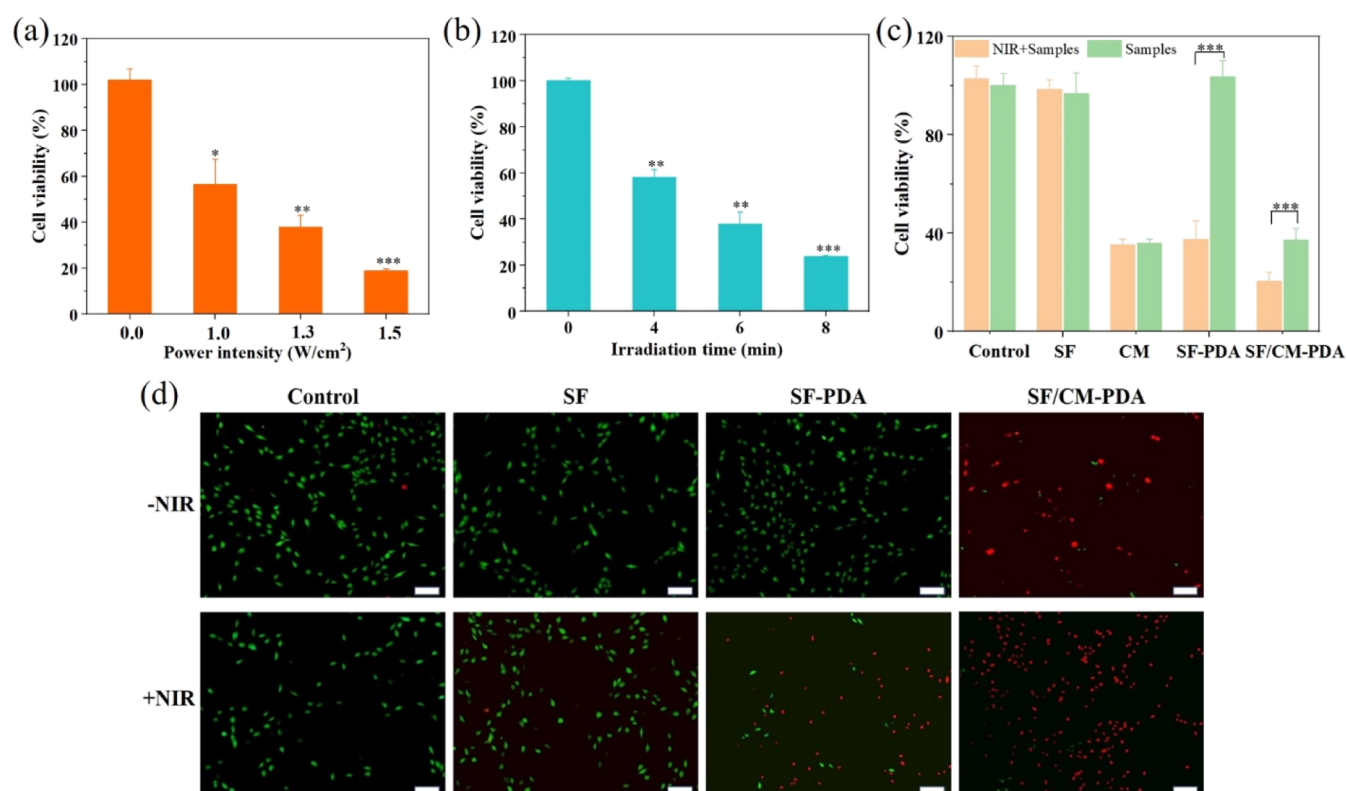 (a)
120
100
80
60
40
20
0
Cell viability (%)
*
**
***
0.0 1.0 1.3 1.5
Power intensity (W/cm²)
(b)
120
100
80
60
40
20
0
Cell viability (%)
**
**
***
0 4 6 8
Irradiation time (min)
(c)
120
80
40
0
Cell viability (%)
NIR+Samples Samples
***
***
Control SF CM SF-PDA SF/CM-PDA
(d)
Control SF SF-PDA SF/CM-PDA
-NIR
+NIR